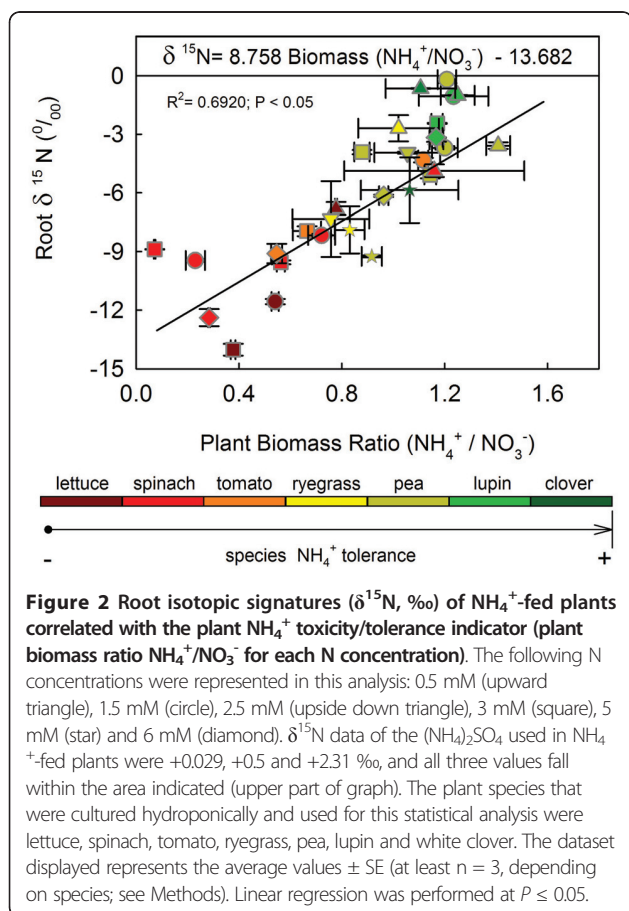 δ ¹⁵N= 8.758 Biomass (NH₄⁺/NO₃⁻) - 13.682
R²= 0.6920; P < 0.05
Root δ ¹⁵N (⁰/₀₀)
0
-3
-6
-9
-12
-15
0.0 0.4 0.8 1.2 1.6
Plant Biomass Ratio (NH₄⁺ / NO₃⁻)
lettuce spinach tomato ryegrass pea lupin clover
- species NH₄⁺ tolerance +
Figure 2 Root isotopic signatures (δ¹⁵N, ‰) of NH₄⁺-fed plants
correlated with the plant NH₄⁺ toxicity/tolerance indicator (plant
biomass ratio NH₄⁺/NO₃⁻ for each N concentration). The following N
concentrations were represented in this analysis: 0.5 mM (upward
triangle), 1.5 mM (circle), 2.5 mM (upside down triangle), 3 mM (square), 5
mM (star) and 6 mM (diamond). δ¹⁵N data of the (NH₄)₂SO₄ used in NH₄
⁺-fed plants were +0.029, +0.5 and +2.31 ‰, and all three values fall
within the area indicated (upper part of graph). The plant species that
were cultured hydroponically and used for this statistical analysis were
lettuce, spinach, tomato, ryegrass, pea, lupin and white clover. The dataset
displayed represents the average values ± SE (at least n = 3, depending
on species; see Methods). Linear regression was performed at P ≤ 0.05.